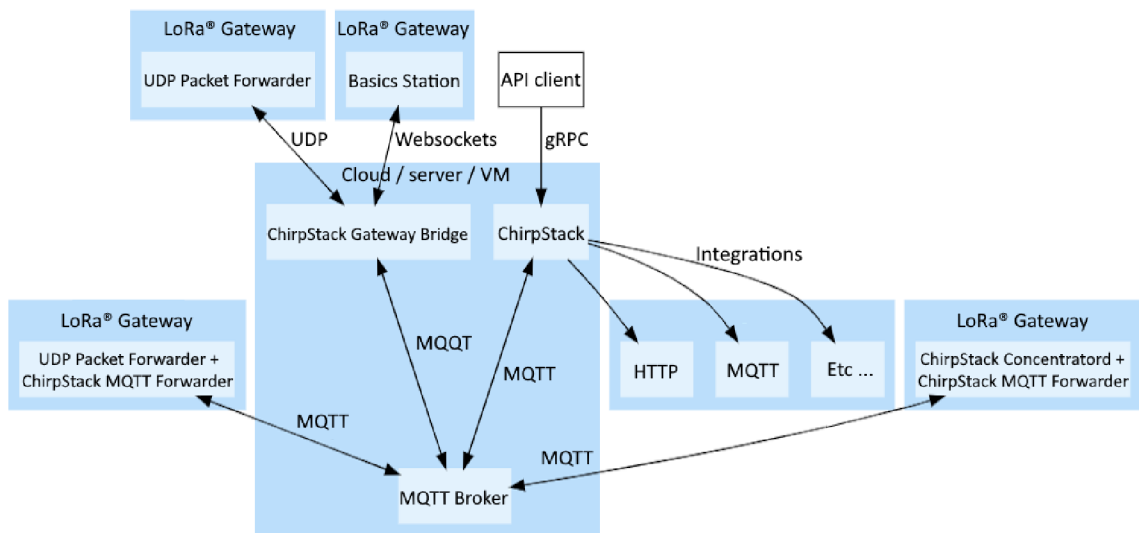 LoRa® Gateway
UDP Packet Forwarder
LoRa® Gateway
Basics Station
API client
UDP
Websockets
gRPC
Cloud / server / VM
ChirpStack Gateway Bridge
ChirpStack
Integrations
LoRa® Gateway
UDP Packet Forwarder +
ChirpStack MQTT Forwarder
MQQT
MQTT
HTTP
MQTT
Etc ...
LoRa® Gateway
ChirpStack Concentratord +
ChirpStack MQTT Forwarder
MQTT
MQTT
MQTT Broker